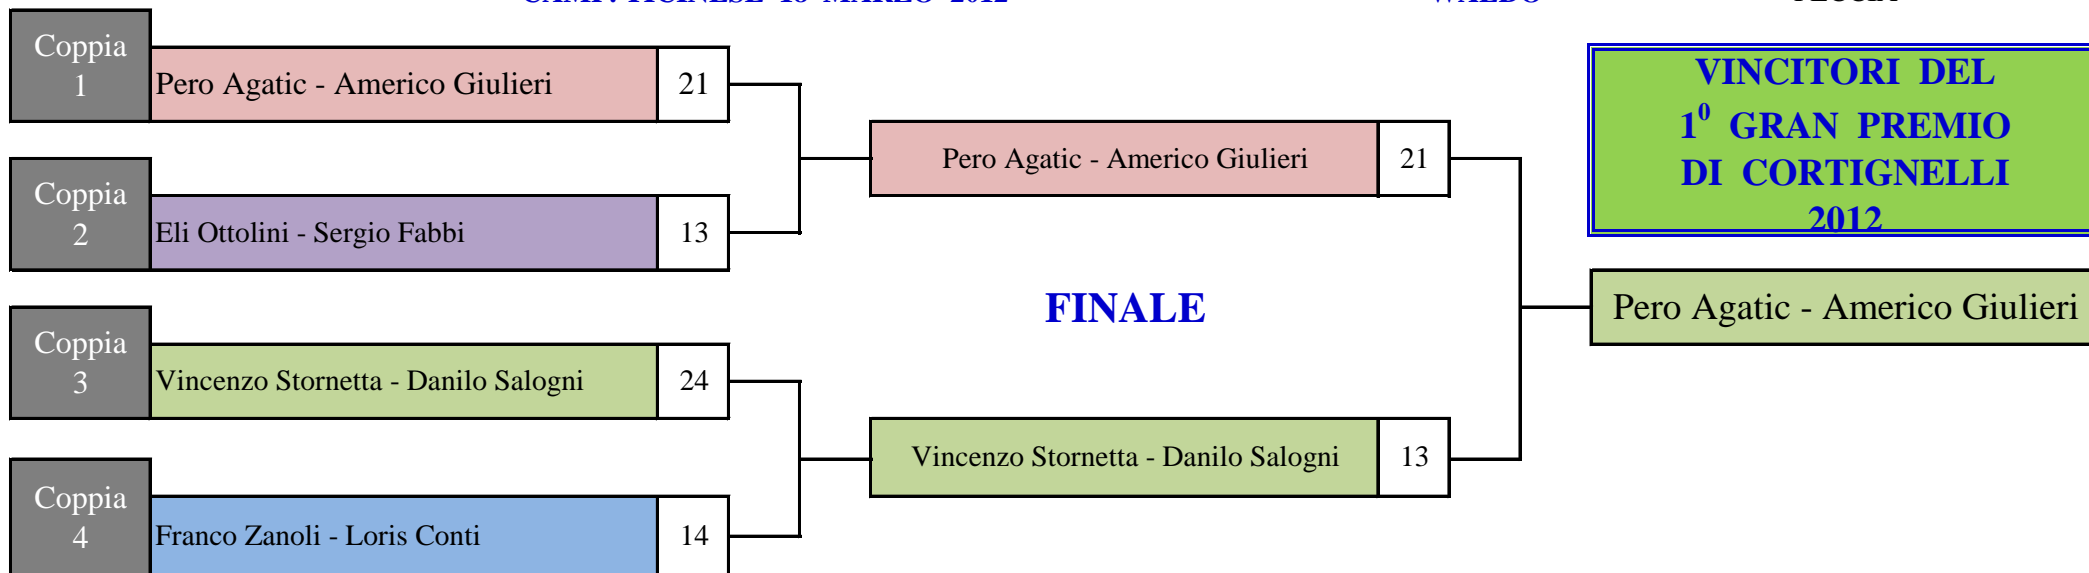 Coppia
1
Pero Agatic - Americo Giulieri 21
Coppia
2
Eli Ottolini - Sergio Fabbi 13
Coppia
3
Vincenzo Stornetta - Danilo Salogni 24
Coppia
4
Franco Zanoli - Loris Conti 14
Pero Agatic - Americo Giulieri 21
FINALE
Vincenzo Stornetta - Danilo Salogni 13
VINCITORI DEL
1⁰ GRAN PREMIO
DI CORTIGNELLI
2012
Pero Agatic - Americo Giulieri